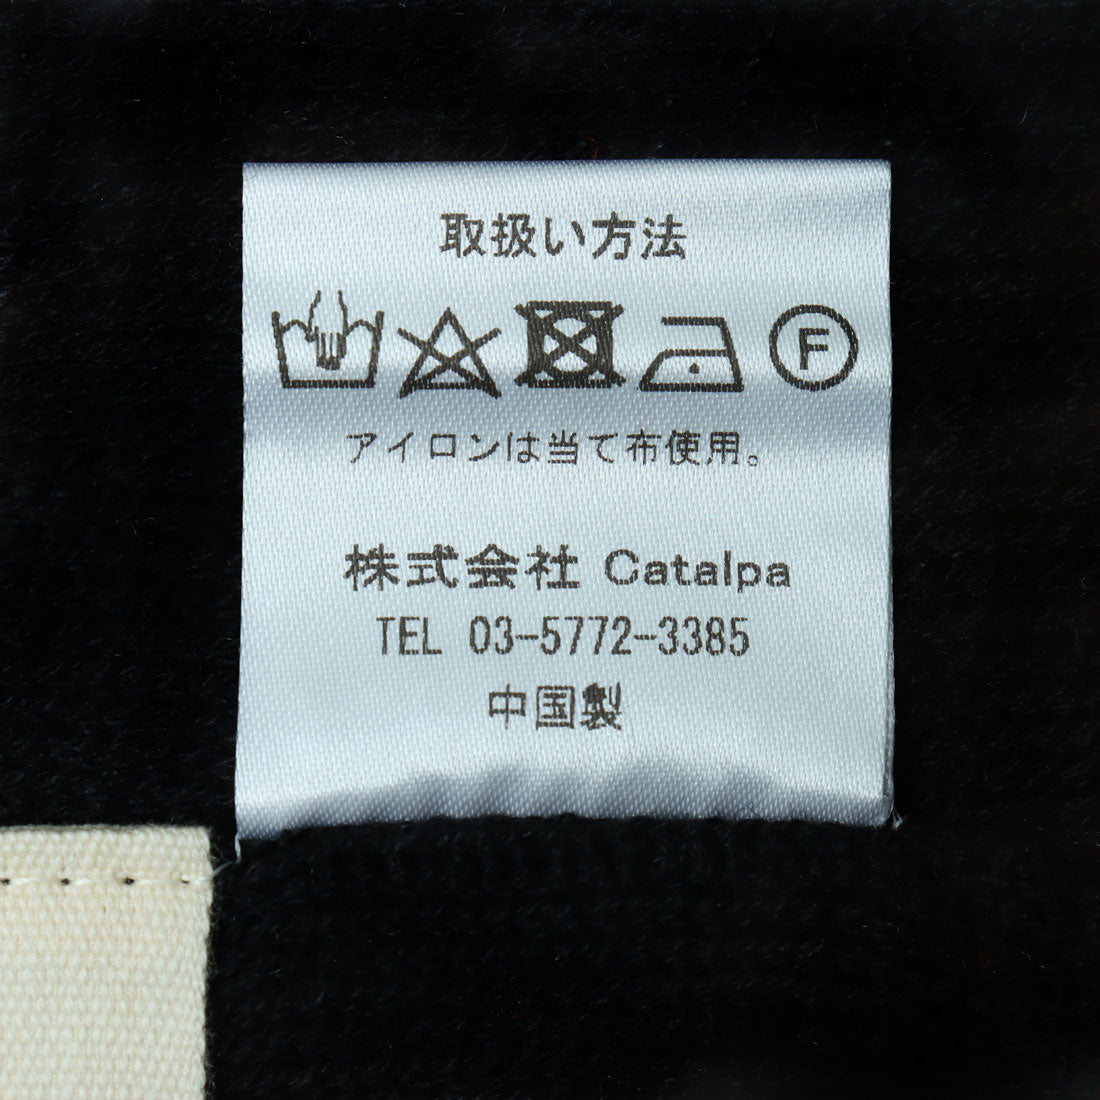 取扱い方法
F
アイロンは当て布使用。
株式会社 Catalpa
TEL 03-5772-3385
中国製